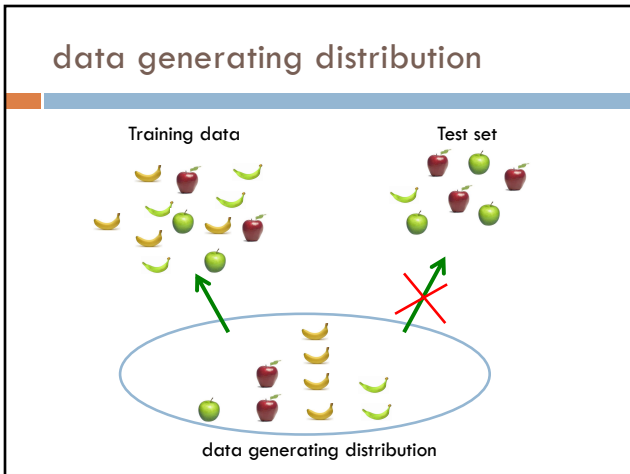 data generating distribution
Training data
Test set
data generating distribution